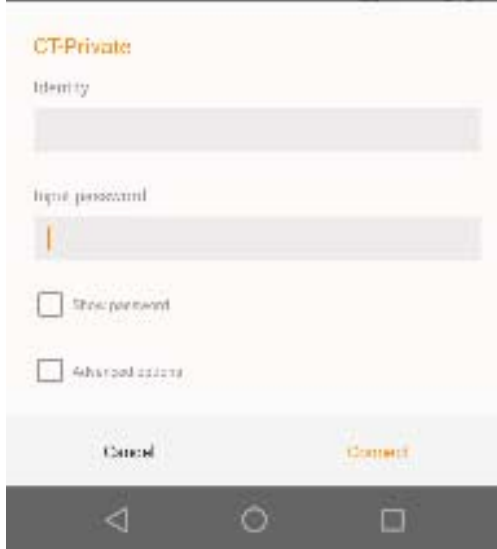 CT-Private
Identity
Input password
Show password
Advanced options
Cancel
Connect